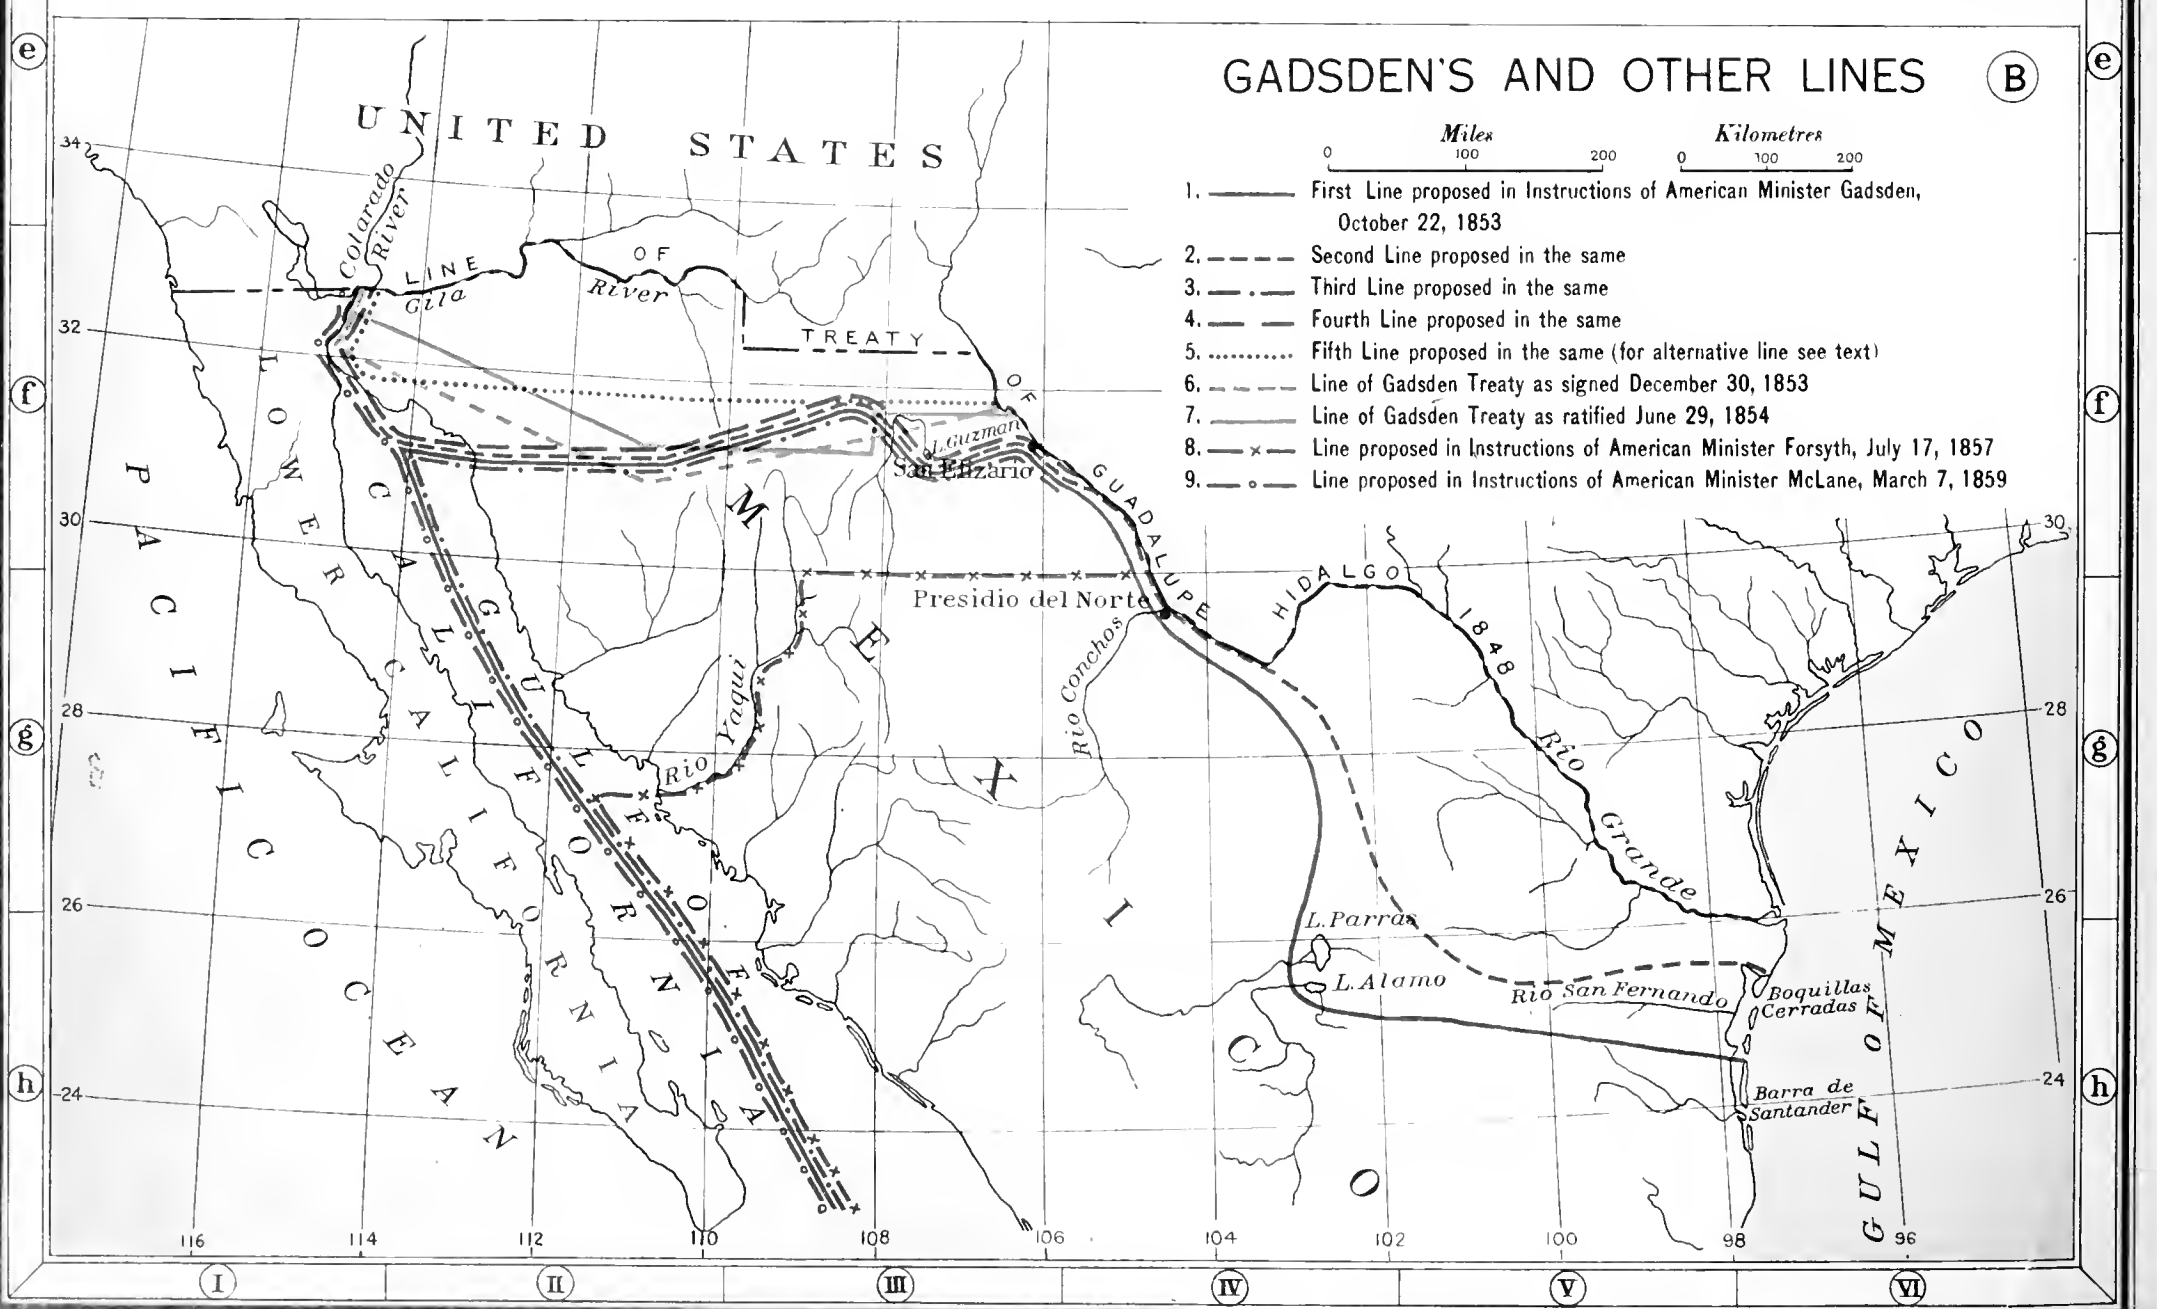 GADSDEN'S AND OTHER LINES
B
Miles
0 100 200
Kilometres
0 100 200
1. First Line proposed in Instructions of American Minister Gadsden,
October 22, 1853
2. Second Line proposed in the same
3. Third Line proposed in the same
4. Fourth Line proposed in the same
5. Fifth Line proposed in the same (for alternative line see text)
6. Line of Gadsden Treaty as signed December 30, 1853
7. Line of Gadsden Treaty as ratified June 29, 1854
8. Line proposed in Instructions of American Minister Forsyth, July 17, 1857
9. Line proposed in Instructions of American Minister McLane, March 7, 1859
UNITED STATES
Colarado
River
LINE OF
TREATY
OF
GUADALUPE
HIDALGO
1848
Gila
River
L. Guzman
San Elizario
Presidio del Norte
Rio Conchos
Rio Yaqui
MEXICO
Rio Grande
L. Parras
L. Alamo
Rio San Fernando
Boquillas
Cerradas
Barra de
Santander
GULF OF MEXICO
LOWER CALIFORNIA
GULF OF CALIFORNIA
PACIFIC OCEAN
34
32
30
28
26
24
30
28
26
24
116 114 112 110 108 106 104 102 100 98 96
e
f
g
h
e
f
g
h
I II III IV V VI